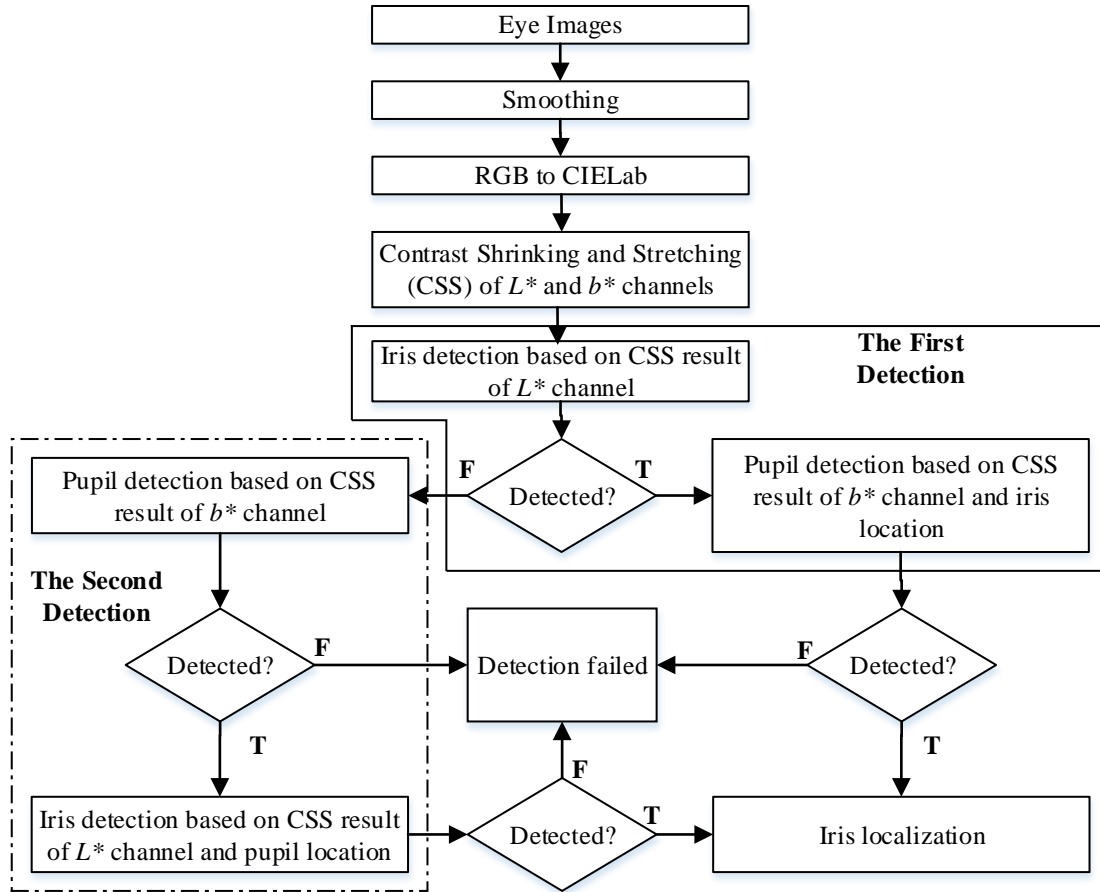 Eye Images
Smoothing
RGB to CIELab
Contrast Shrinking and Stretching
(CSS) of L* and b* channels
Iris detection based on CSS result
of L* channel
The First
Detection
Detected?
F
T
Pupil detection based on CSS
result of b* channel
Pupil detection based on CSS
result of b* channel and iris
location
The Second
Detection
Detected?
F
T
Detection failed
Detected?
F
T
Iris detection based on CSS result
of L* channel and pupil location
Detected?
F
T
Iris localization